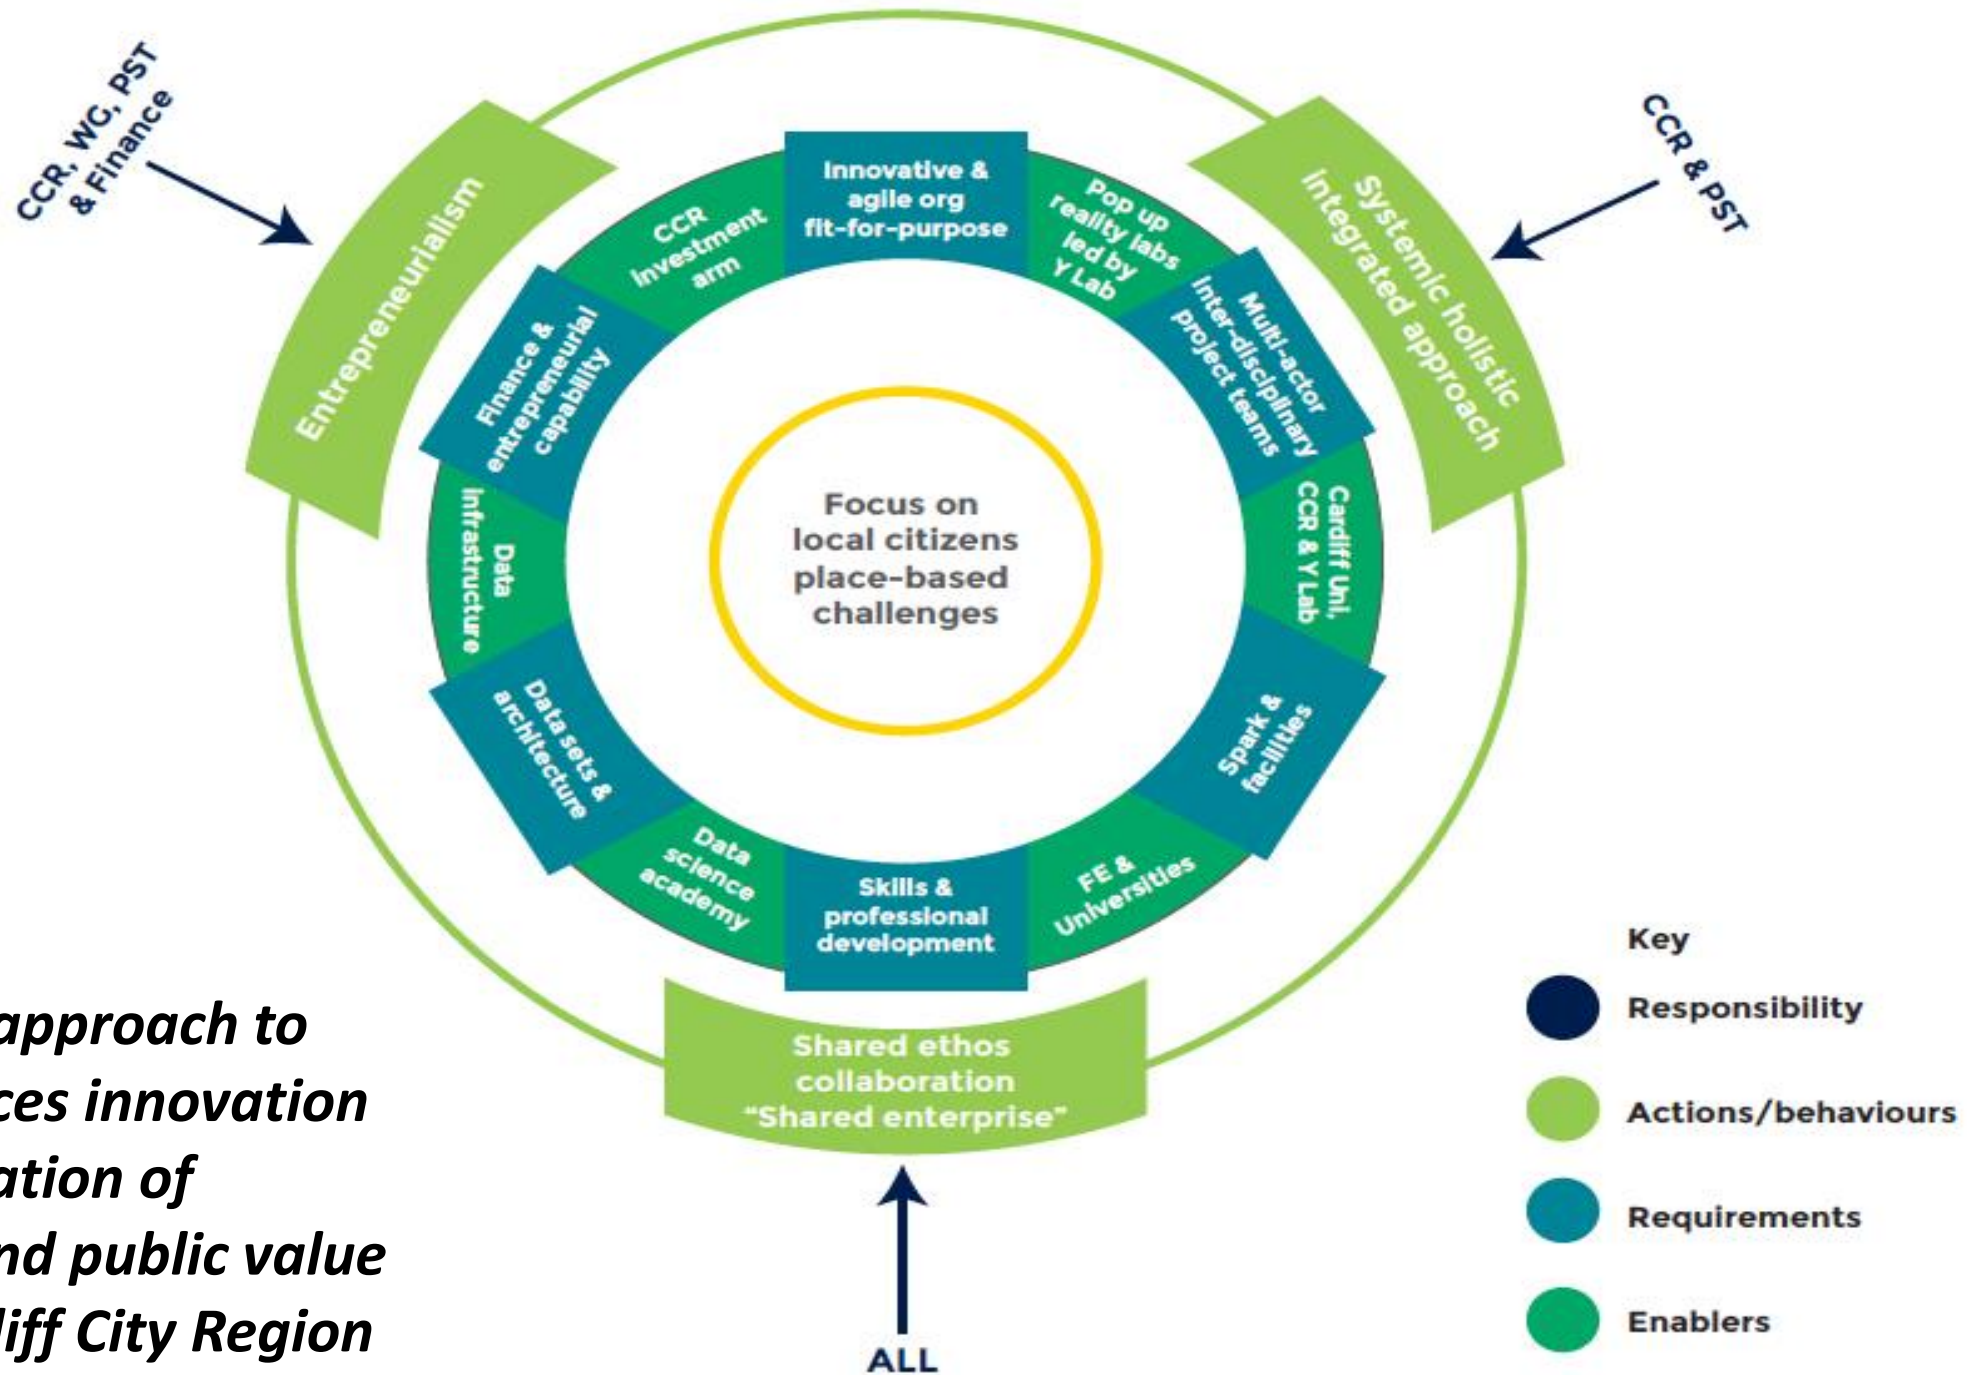 CCR, WG, PST
& Finance
CCR & PST
Entrepreneurialism
Systemic holistic
integrated approach
Innovative &
agile org
fit-for-purpose
Pop up
reality labs
led by
Y Lab
Multi-actor
inter-disciplinary
project teams
Cardiff Uni,
CCR & Y Lab
Spark &
facilities
FE &
Universities
Skills &
professional
development
Data
science
academy
Data sets &
architecture
Data
infrastructure
Finance &
entrepreneurial
capability
CCR
investment
arm
Focus on
local citizens
place-based
challenges
Shared ethos
collaboration
“Shared enterprise”
ALL
approach to
innovation
of
public value
City Region
Key
Responsibility
Actions/behaviours
Requirements
Enablers